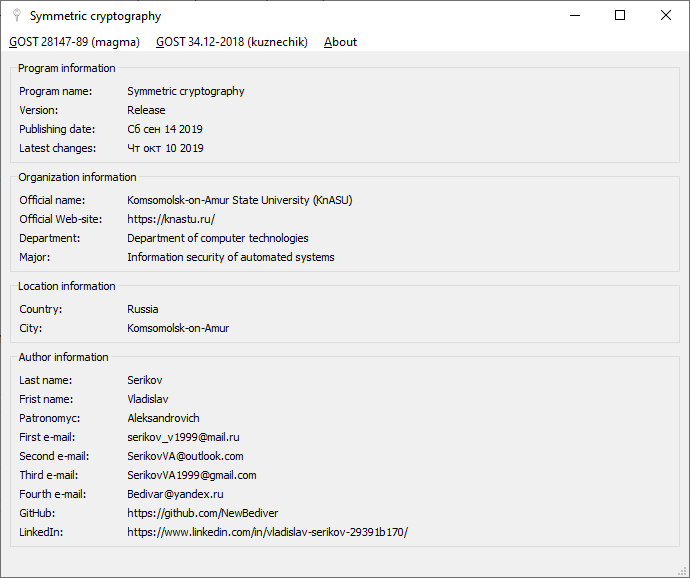 Symmetric cryptography
GOST 28147-89 (magma) GOST 34.12-2018 (kuznechik) About
Program information
Program name: Symmetric cryptography
Version: Release
Publishing date: Сб сен 14 2019
Latest changes: Чт окт 10 2019
Organization information
Official name: Komsomolsk-on-Amur State University (KnASU)
Official Web-site: https://knastu.ru/
Department: Department of computer technologies
Major: Information security of automated systems
Location information
Country: Russia
City: Komsomolsk-on-Amur
Author information
Last name: Serikov
Frist name: Vladislav
Patronomyc: Aleksandrovich
First e-mail: serikov_v1999@mail.ru
Second e-mail: SerikovVA@outlook.com
Third e-mail: SerikovVA1999@gmail.com
Fourth e-mail: Bedivar@yandex.ru
GitHub: https://github.com/NewBediver
LinkedIn: https://www.linkedin.com/in/vladislav-serikov-29391b170/